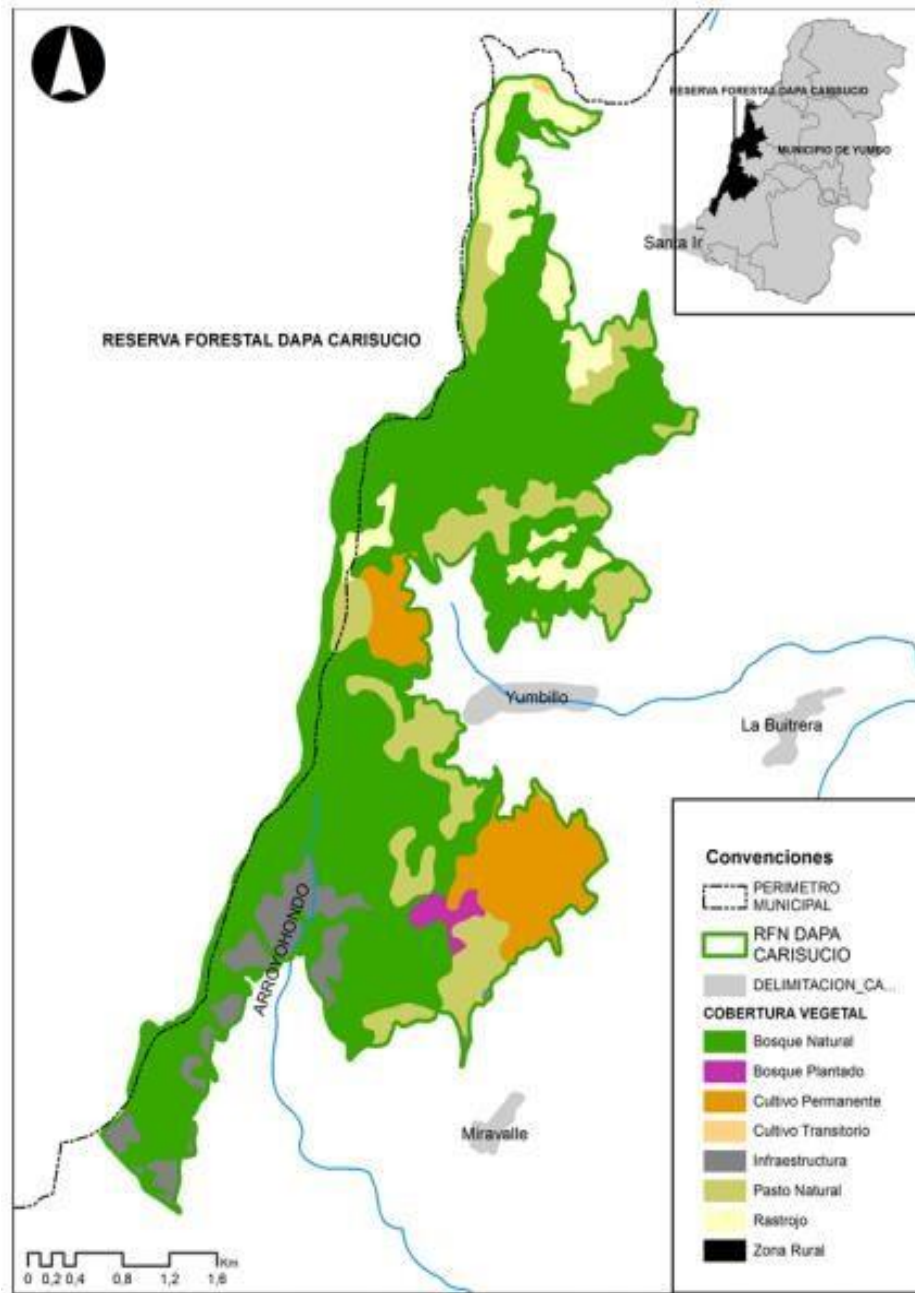 RESERVA FORESTAL DAPA CARISUCIO
MUNICIPIO DE YUMBO
Santa Ir
RESERVA FORESTAL DAPA CARISUCIO
Yumbillo
La Buitrera
ARROYOHONDO
Miravalle
Convenciones
PERIMETRO
MUNICIPAL
RFN DAPA
CARISUCIO
DELIMITACION_CA...
COBERTURA VEGETAL
Bosque Natural
Bosque Plantado
Cultivo Permanente
Cultivo Transitorio
Infraestructura
Pasto Natural
Rastrojo
Zona Rural
Km
0 0,2 0,4 0,8 1,2 1,6